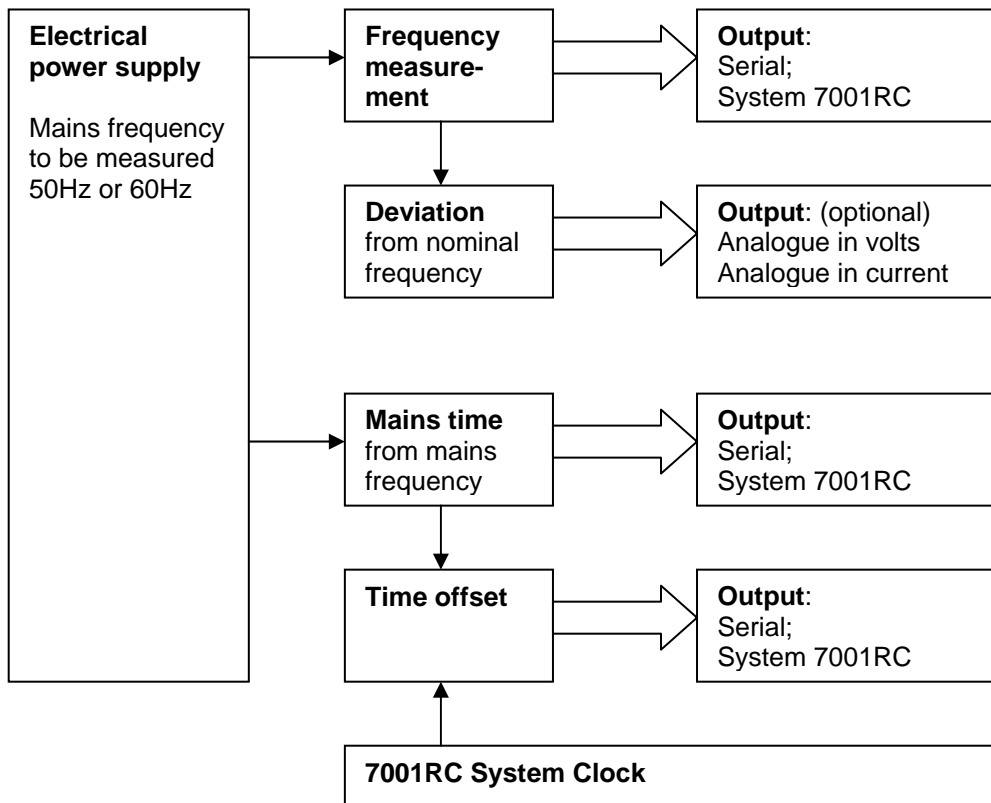 Electrical
power supply
Mains frequency
to be measured
50Hz or 60Hz
Frequency
measure-
ment
Output:
Serial;
System 7001RC
Deviation
from nominal
frequency
Output: (optional)
Analogue in volts
Analogue in current
Mains time
from mains
frequency
Output:
Serial;
System 7001RC
Time offset
Output:
Serial;
System 7001RC
7001RC System Clock